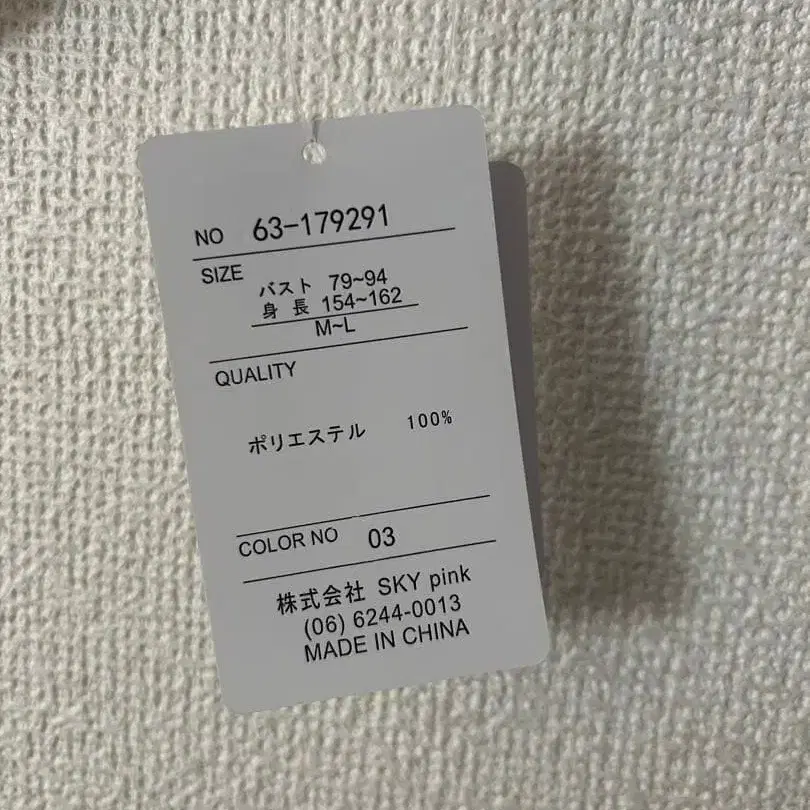 NO 63-179291
SIZE
バスト 79~94
身長 154~162
M~L
QUALITY
ポリエステル 100%
COLOR NO 03
株式会社 SKY pink
(06) 6244-0013
MADE IN CHINA